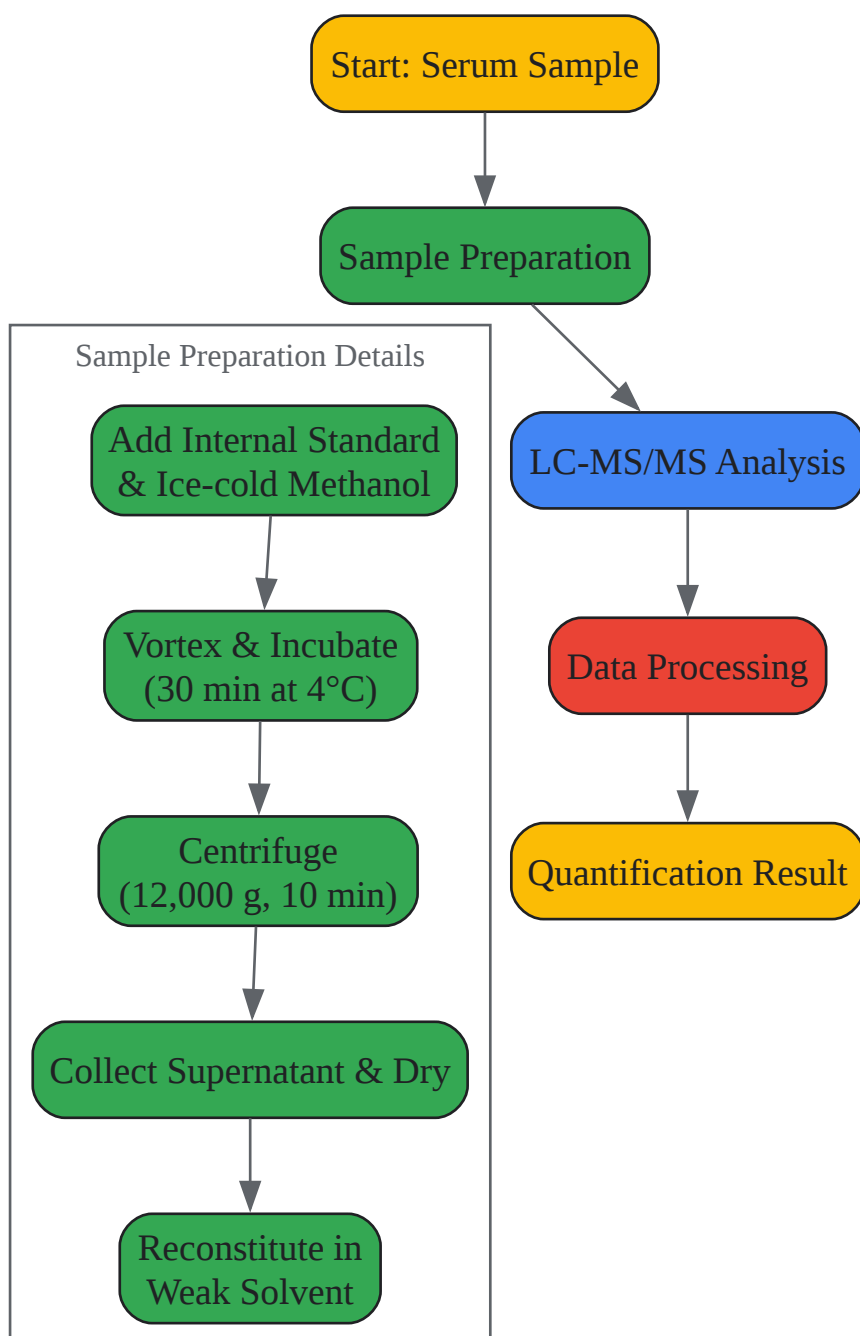 Start: Serum Sample
Sample Preparation
Sample Preparation Details
Add Internal Standard
& Ice-cold Methanol
Vortex & Incubate
(30 min at 4°C)
Centrifuge
(12,000 g, 10 min)
Collect Supernatant & Dry
Reconstitute in
Weak Solvent
LC-MS/MS Analysis
Data Processing
Quantification Result